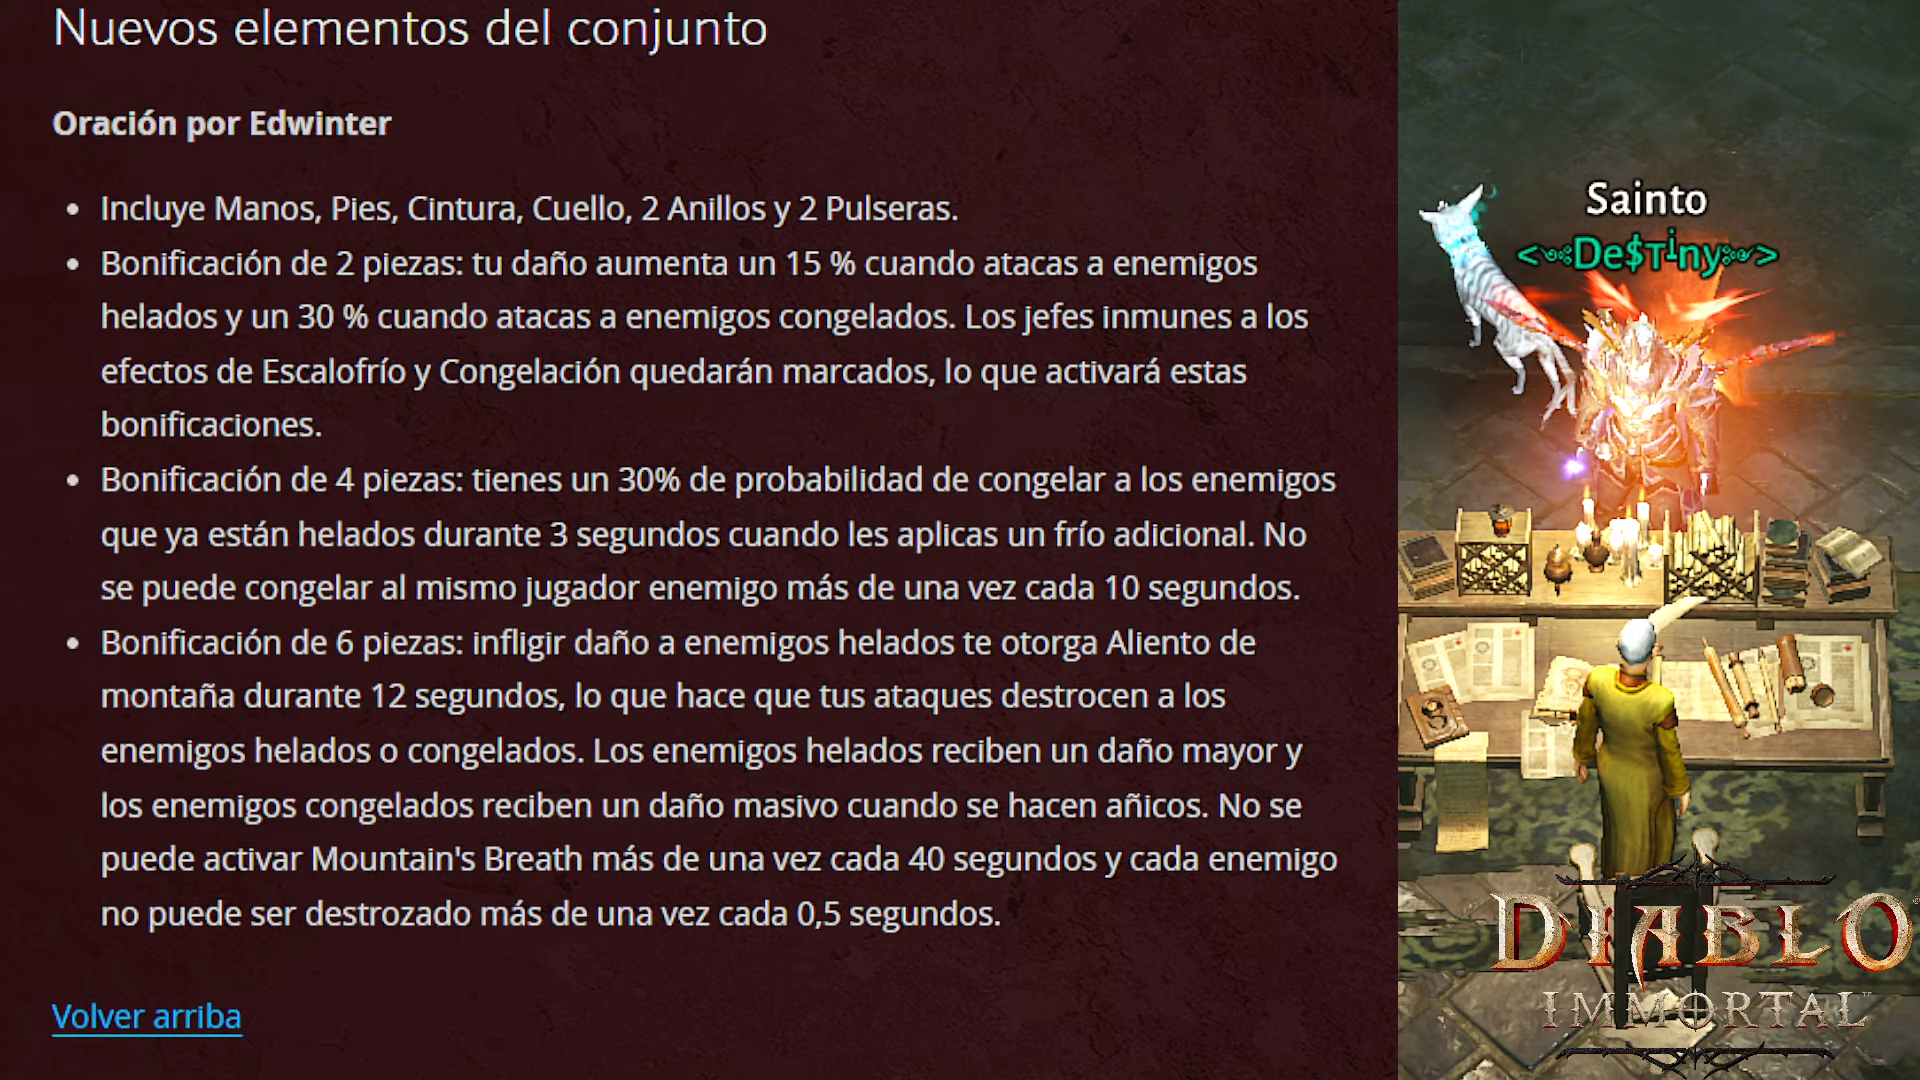 Nuevos elementos del conjunto
Oración por Edwinter
• Incluye Manos, Pies, Cintura, Cuello, 2 Anillos y 2 Pulseras.
• Bonificación de 2 piezas: tu daño aumenta un 15 % cuando atacas a enemigos
helados y un 30 % cuando atacas a enemigos congelados. Los jefes inmunes a los
efectos de Escalofrío y Congelación quedarán marcados, lo que activará estas
bonificaciones.
• Bonificación de 4 piezas: tienes un 30% de probabilidad de congelar a los enemigos
que ya están helados durante 3 segundos cuando les aplicas un frío adicional. No
se puede congelar al mismo jugador enemigo más de una vez cada 10 segundos.
• Bonificación de 6 piezas: infligir daño a enemigos helados te otorga Aliento de
montaña durante 12 segundos, lo que hace que tus ataques destrocen a los
enemigos helados o congelados. Los enemigos helados reciben un daño mayor y
los enemigos congelados reciben un daño masivo cuando se hacen añicos. No se
puede activar Mountain's Breath más de una vez cada 40 segundos y cada enemigo
no puede ser destrozado más de una vez cada 0,5 segundos.
Volver arriba
Sainto
<De$TIny>
DIABLO
IMMORTAL